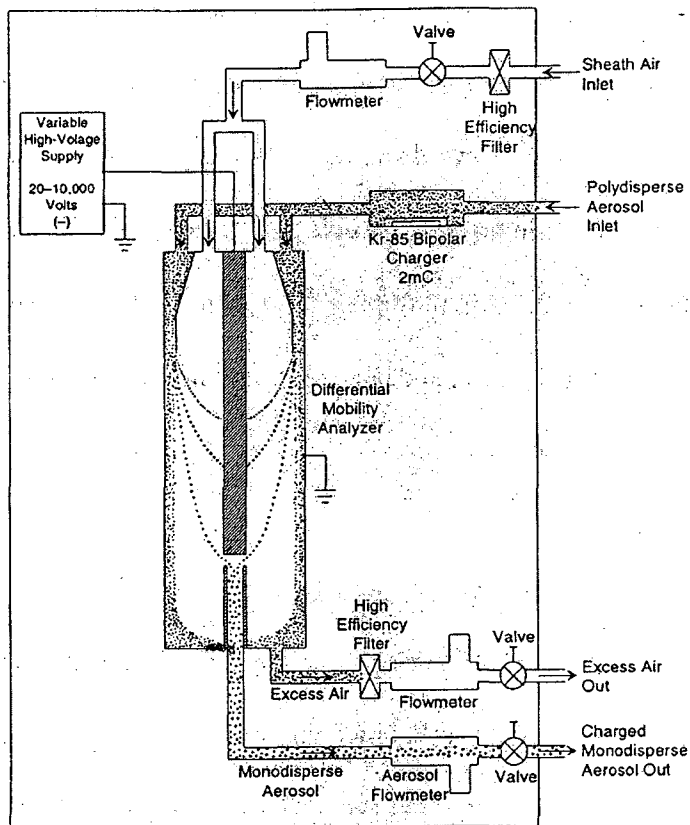 Valve
Sheath Air
Inlet
Flowmeter
High
Efficiency
Filter
Variable
High-Volage
Supply
20–10,000
Volts
(–)
Polydisperse
Aerosol
Inlet
Kr-85 Bipolar
Charger
2mC
Differential
Mobility
Analyzer
High
Efficiency
Filter
Valve
Excess Air
Out
Excess Air
Flowmeter
Charged
Monodisperse
Aerosol Out
Monodisperse
Aerosol
Aerosol
Flowmeter
Valve